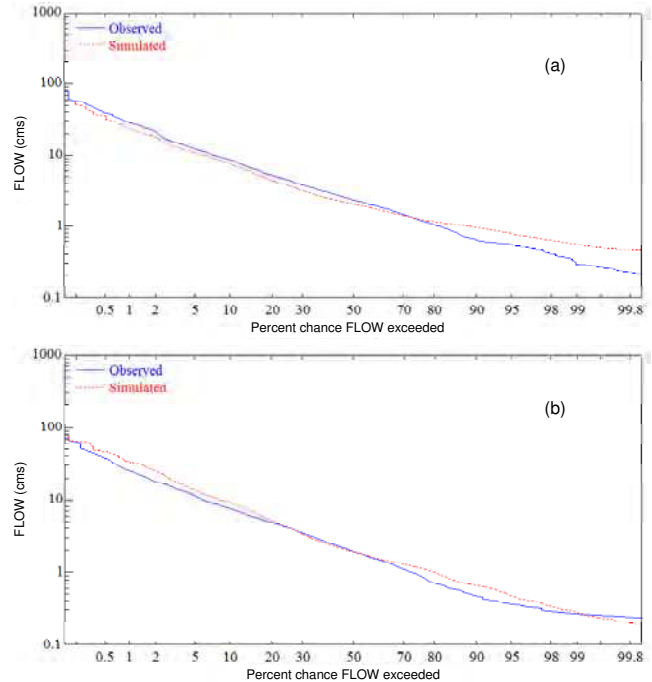 1000
Observed
Simulated
(a)
100
FLOW (cms)
10
1
0.1
0.5 1 2 5 10 20 30 50 70 80 90 95 98 99 99.8
Percent chance FLOW exceeded
1000
Observed
Simulated
(b)
100
FLOW (cms)
10
1
0.1
0.5 1 2 5 10 20 30 50 70 80 90 95 98 99 99.8
Percent chance FLOW exceeded